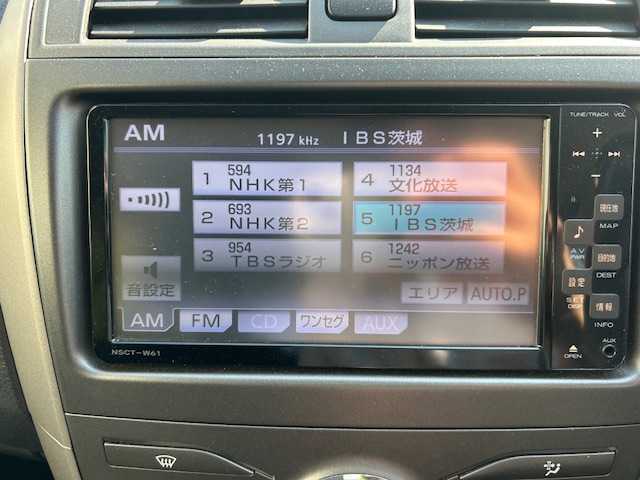 TUNE/TRACK VOL
AM
1197 kHz IBS茨城
1 594 NHK第1
4 1134 文化放送
2 693 NHK第2
5 1197 IBS茨城
3 954 TBSラジオ
6 1242 ニッポン放送
音設定
エリア
AUTO.P
AM
FM
CD
ワンセグ
AUX
NSCT-W61
現在地
MAP
AV
目的地
DEST
設定
SET
DISP
情報
INFO
AUX
OPEN